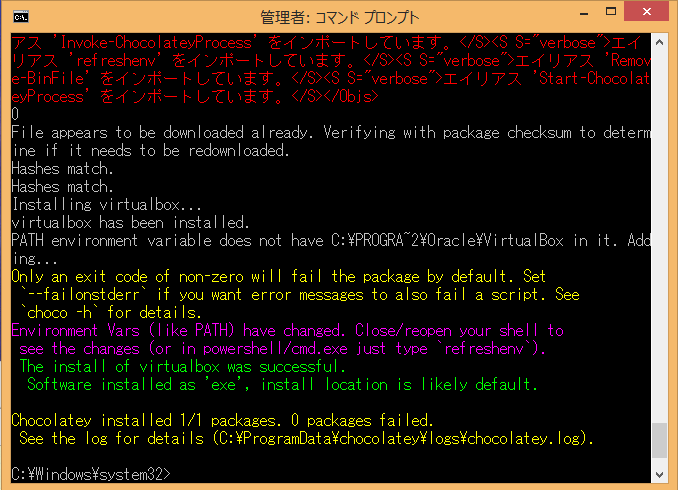 管理者: コマンド プロンプト
アス 'Invoke-ChocolateyProcess' をインポートしています。</S><S S="verbose">エイ
リアス 'refreshenv' をインポートしています。</S><S S="verbose">エイリアス 'Remov
e-BinFile' をインポートしています。</S><S S="verbose">エイリアス 'Start-Chocolat
eyProcess' をインポートしています。</S></Objs>
0
File appears to be downloaded already. Verifying with package checksum to determ
ine if it needs to be redownloaded.
Hashes match.
Hashes match.
Installing virtualbox...
virtualbox has been installed.
PATH environment variable does not have C:¥PROGRA~2¥Oracle¥VirtualBox in it. Add
ing...
Only an exit code of non-zero will fail the package by default. Set
`--failonstderr` if you want error messages to also fail a script. See
`choco -h` for details.
Environment Vars (like PATH) have changed. Close/reopen your shell to
see the changes (or in powershell/cmd.exe just type `refreshenv`).
The install of virtualbox was successful.
Software installed as 'exe', install location is likely default.
Chocolatey installed 1/1 packages. 0 packages failed.
See the log for details (C:¥ProgramData¥chocolatey¥logs¥chocolatey.log).
C:¥Windows¥system32>